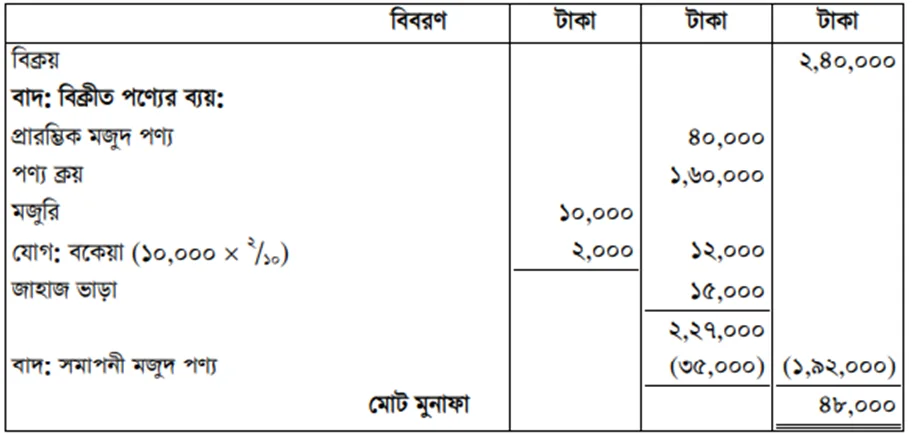 বিবরণ টাকা টাকা টাকা
বিক্রয় ২,৪০,০০০
বাদ: বিক্রীত পণ্যের ব্যয়:
প্রারম্ভিক মজুদ পণ্য ৪০,০০০
পণ্য ক্রয় ১,৬০,০০০
মজুরি ১০,০০০
যোগ: বকেয়া (১০,০০০ × ২/১০) ২,০০০ ১২,০০০
জাহাজ ভাড়া ১৫,০০০
২,২৭,০০০
বাদ: সমাপনী মজুদ পণ্য (৩৫,০০০) (১,৯২,০০০)
মোট মুনাফা ৪৮,০০০